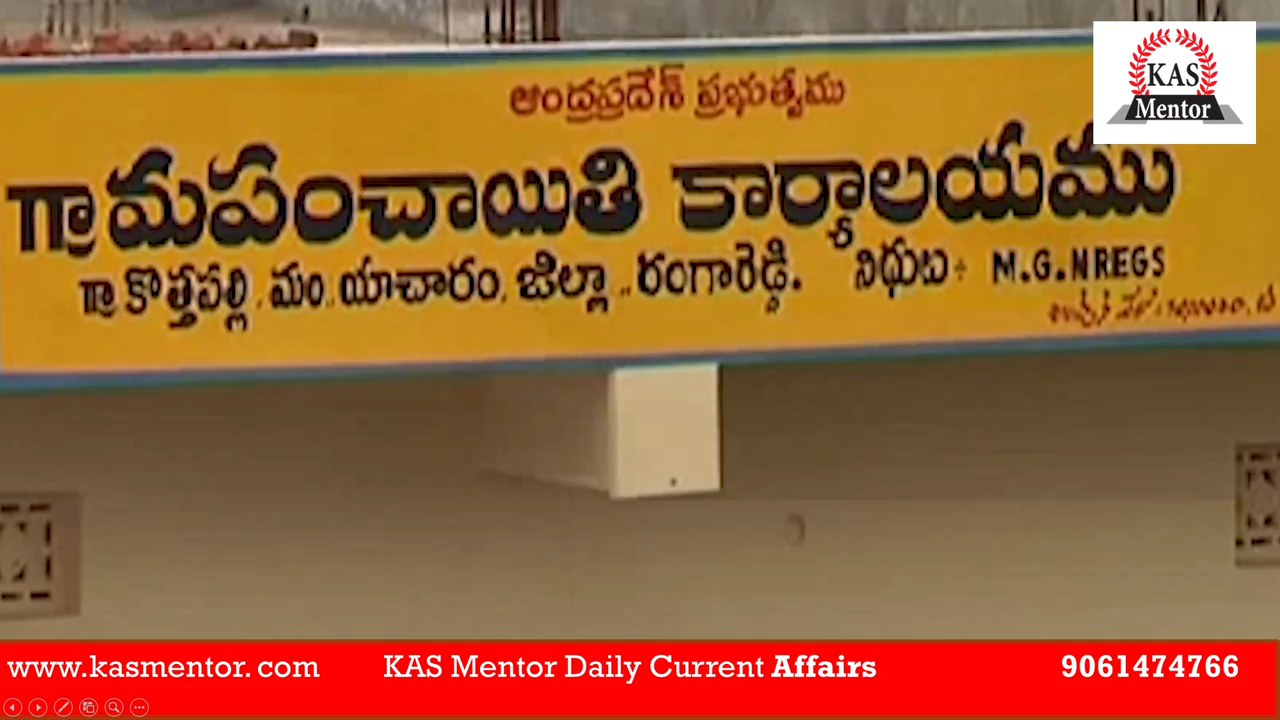 KAS
Mentor
ఆంధ్రప్రదేశ్ ప్రభుత్వము
గ్రామపంచాయితి కార్యాలయము
గ్రా కొత్తపల్లి. మం.. యాచారం. జిల్లా .. రంగారెడ్డి. నిధుట÷ M.G.NREGS
www.kasmentor. com KAS Mentor Daily Current Affairs 9061474766